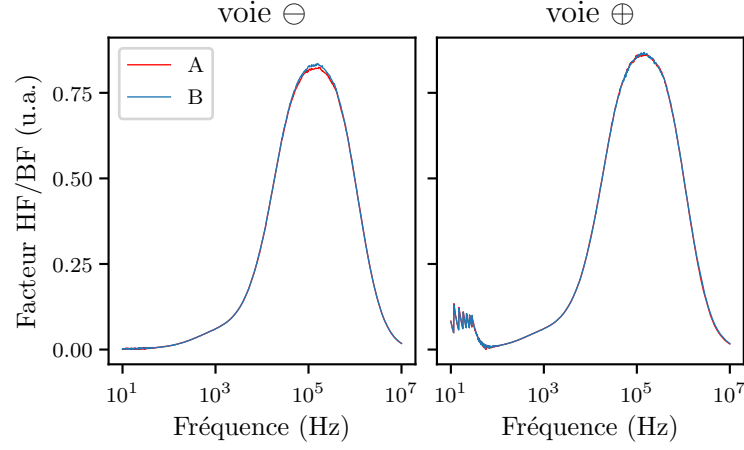 voie ⊖
voie ⊕
Facteur HF/BF (u.a.)
0.75
0.50
0.25
0.00
A
B
10¹ 10³ 10⁵ 10⁷
10¹ 10³ 10⁵ 10⁷
Fréquence (Hz)
Fréquence (Hz)